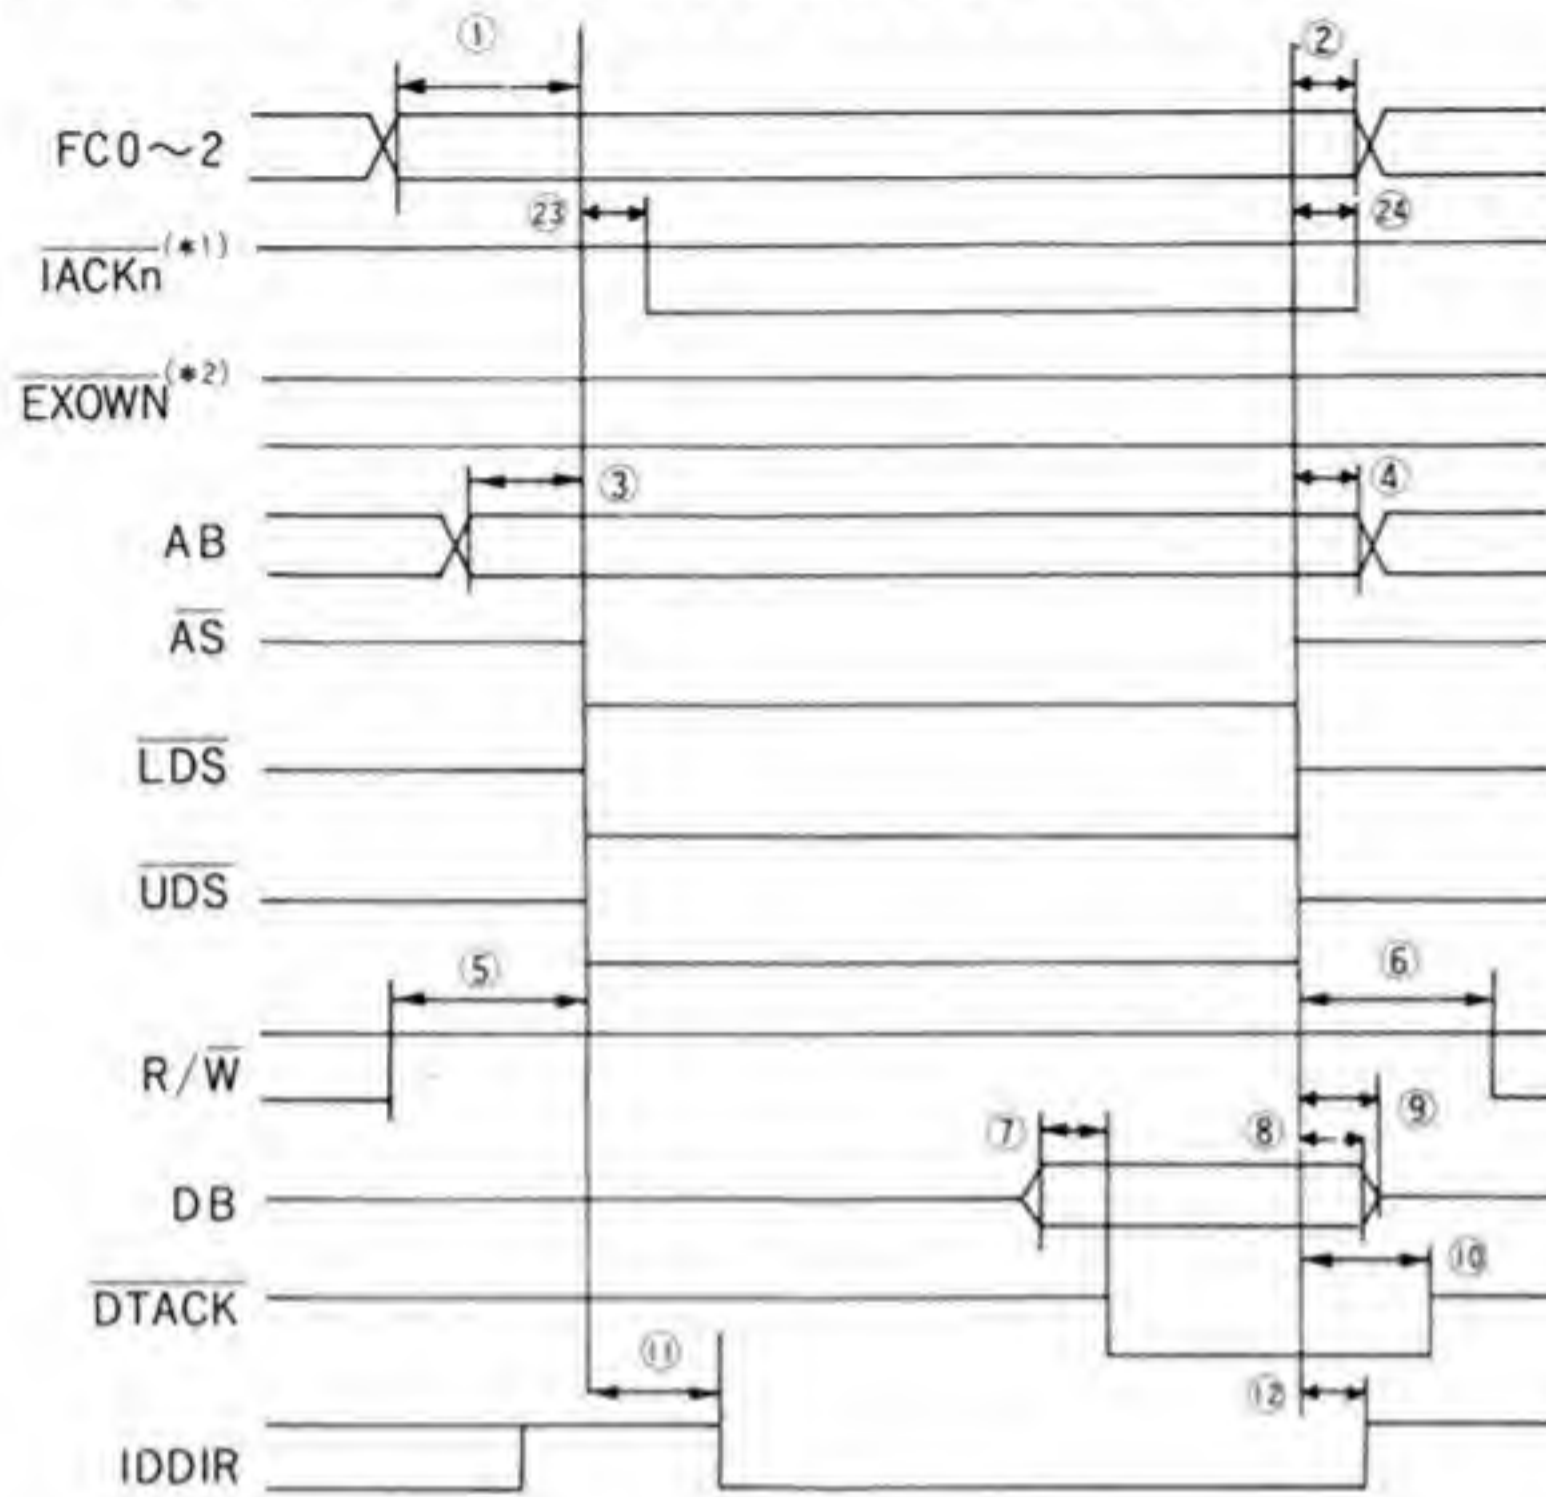 ① ②
FC0～2
㉓ ㉔
IACKn(*1)
EXOWN(*2)
③ ④
AB
AS
LDS
UDS
⑤ ⑥
R/W
⑦ ⑧ ⑨
DB
⑩
DTACK
⑪ ⑫
IDDIR